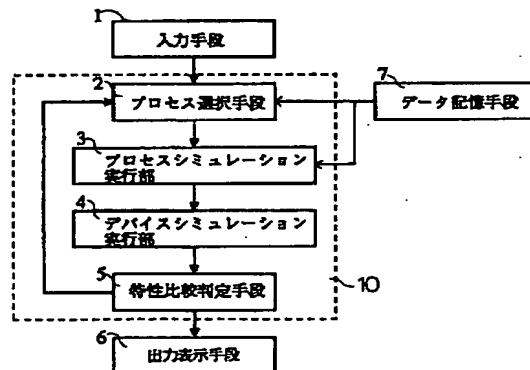 1
入力手段
2
プロセス選択手段
7
データ記憶手段
3
プロセスシミュレーション
実行部
4
デバイスシミュレーション
実行部
5
特性比較判定手段
10
6
出力表示手段